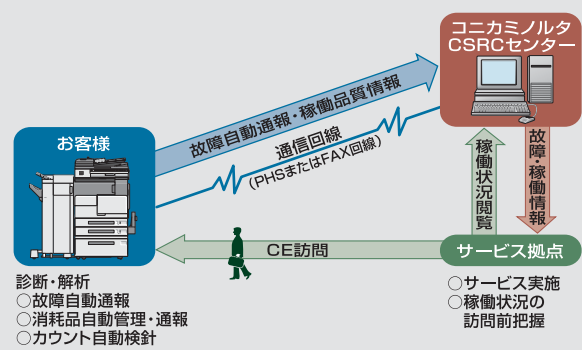 コニカミノルタ
CSRCセンター
故障自動通報・稼働品質情報
お客様
通信回線
(PHSまたはFAX回線)
稼働状況閲覧
故障・稼働情報
CE訪問
サービス拠点
診断・解析
○故障自動通報
○消耗品自動管理・通報
○カウント自動検針
○サービス実施
○稼働状況の
訪問前把握